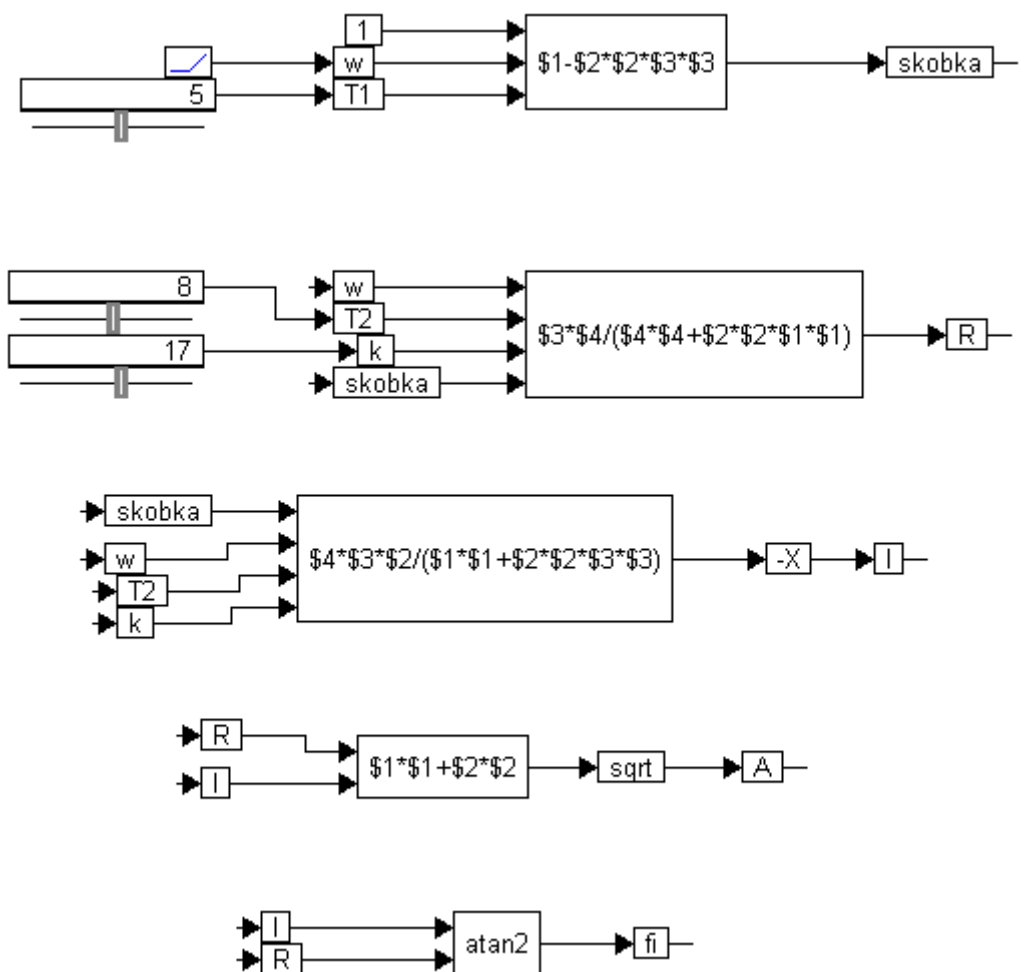 1
w
5
T1
$1-$2*$2*$3*$3
skobka
8
w
T2
17
k
skobka
$3*$4/($4*$4+$2*$2*$1*$1)
R
skobka
w
T2
k
$4*$3*$2/($1*$1+$2*$2*$3*$3)
-X
I
R
I
$1*$1+$2*$2
sqrt
A
I
R
atan2
fi